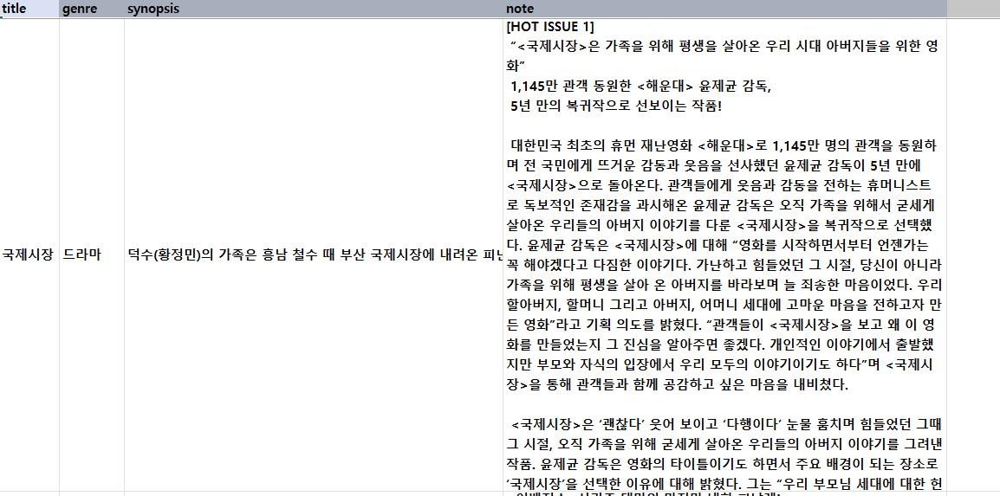 title genre synopsis note
[HOT ISSUE 1]
“<국제시장>은 가족을 위해 평생을 살아온 우리 시대 아버지들을 위한 영
화”
1,145만 관객 동원한 <해운대> 윤제균 감독,
5년 만의 복귀작으로 선보이는 작품!
대한민국 최초의 휴먼 재난영화 <해운대>로 1,145만 명의 관객을 동원하
며 전 국민에게 뜨거운 감동과 웃음을 선사했던 윤제균 감독이 5년 만에
<국제시장>으로 돌아온다. 관객들에게 웃음과 감동을 전하는 휴머니스트
로 독보적인 존재감을 과시해온 윤제균 감독은 오직 가족을 위해서 굳세게
살아온 우리들의 아버지 이야기를 다룬 <국제시장>을 복귀작으로 선택했
다. 윤제균 감독은 <국제시장>에 대해 “영화를 시작하면서부터 언젠가는
국제시장 드라마 덕수(황정민)의 가족은 흥남 철수 때 부산 국제시장에 내려온 피난
꼭 해야겠다고 다짐한 이야기다. 가난하고 힘들었던 그 시절, 당신이 아니라
가족을 위해 평생을 살아 온 아버지를 바라보며 늘 죄송한 마음이었다. 우리
할아버지, 할머니 그리고 아버지, 어머니 세대에 고마운 마음을 전하고자 만
든 영화”라고 기획 의도를 밝혔다. “관객들이 <국제시장>을 보고 왜 이 영
화를 만들었는지 그 진심을 알아주면 좋겠다. 개인적인 이야기에서 출발했
지만 부모와 자식의 입장에서 우리 모두의 이야기이기도 하다”며 <국제시
장>을 통해 관객들과 함께 공감하고 싶은 마음을 내비쳤다.
<국제시장>은 ‘괜찮다’ 웃어 보이고 ‘다행이다’ 눈물 훔치며 힘들었던 그때
그 시절, 오직 가족을 위해 굳세게 살아온 우리들의 아버지 이야기를 그려낸
작품. 윤제균 감독은 영화의 타이틀이기도 하면서 주요 배경이 되는 장소로
‘국제시장’을 선택한 이유에 대해 밝혔다. 그는 “우리 부모님 세대에 대한 헌